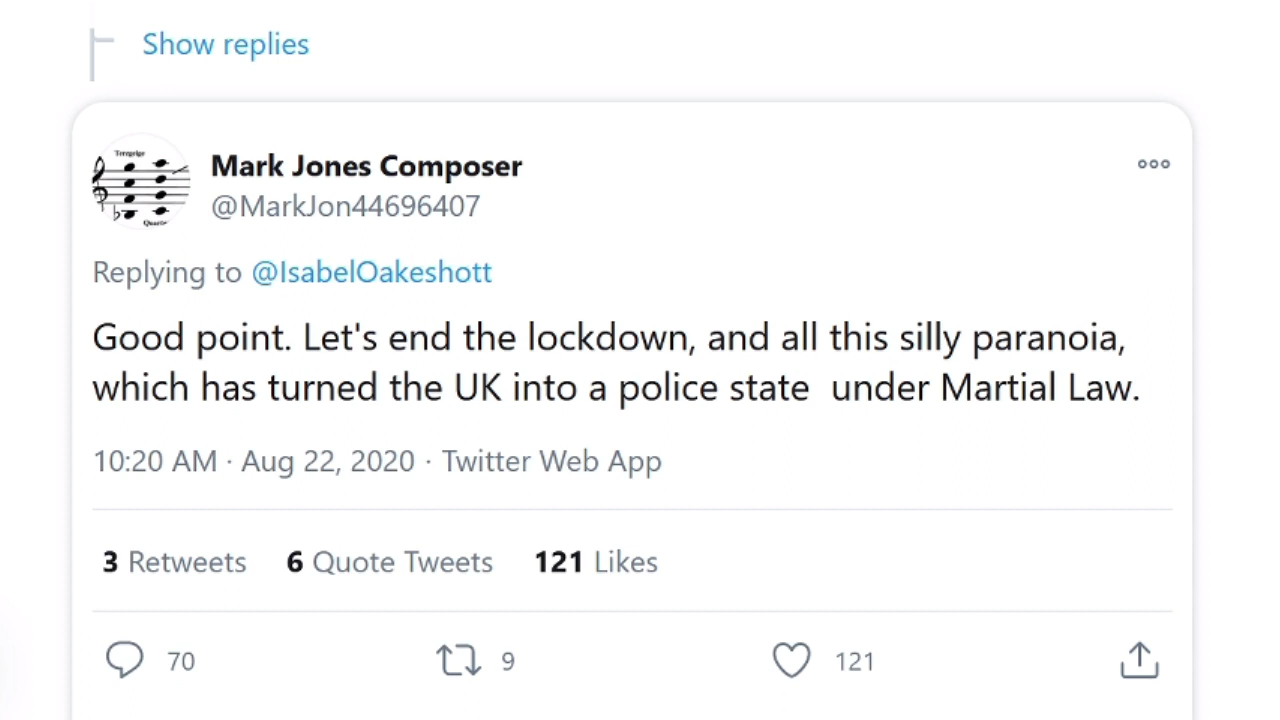 Show replies
Tempelge
Quarte
Mark Jones Composer
@MarkJon44696407
Replying to @IsabelOakeshott
Good point. Let's end the lockdown, and all this silly paranoia,
which has turned the UK into a police state  under Martial Law.
10:20 AM · Aug 22, 2020 · Twitter Web App
3 Retweets 6 Quote Tweets 121 Likes
70 9 121